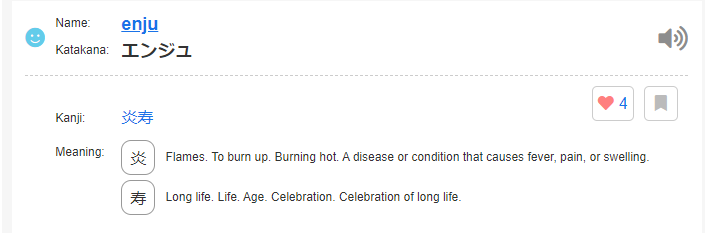 Name: enju
Katakana: エンジュ
4
Kanji: 炎寿
Meaning: 炎 Flames. To burn up. Burning hot. A disease or condition that causes fever, pain, or swelling.
寿 Long life. Life. Age. Celebration. Celebration of long life.